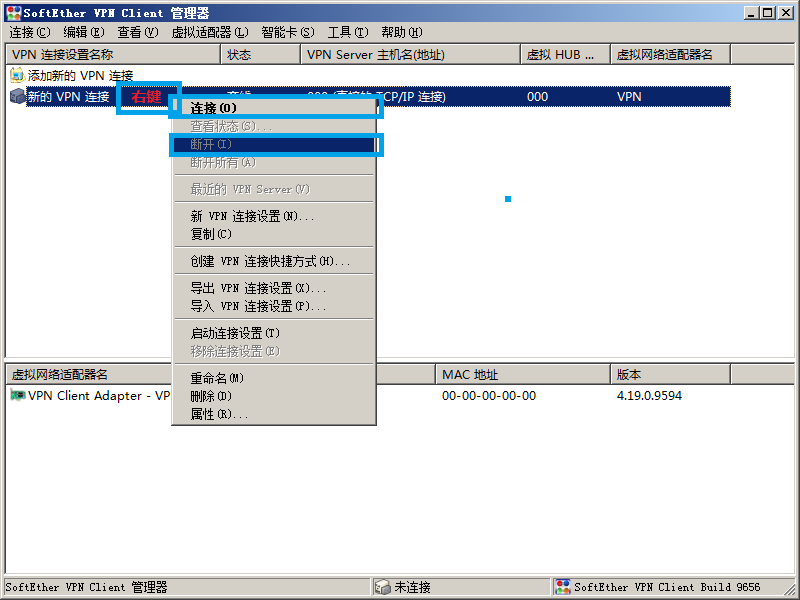 SoftEther VPN Client 管理器
连接(C) 编辑(E) 查看(V) 虚拟适配器(L) 智能卡(S) 工具(T) 帮助(H)
VPN 连接设置名称 状态 VPN Server 主机名(地址) 虚拟 HUB ... 虚拟网络适配器名
添加新的 VPN 连接
新的 VPN 连接 右键 TCP/IP 连接) 000 VPN
连接(O)
查看状态(S)...
断开(I)
断开所有(A)
最近的 VPN Server(V)
新 VPN 连接设置(N)...
复制(C)
创建 VPN 连接快捷方式(H)...
导出 VPN 连接设置(X)...
导入 VPN 连接设置(P)...
启动连接设置(T)
移除连接设置(E)
重命名(M)
删除(D)
属性(R)...
虚拟网络适配器名 MAC 地址 版本
VPN Client Adapter - VP 00-00-00-00-00 4.19.0.9594
SoftEther VPN Client 管理器 未连接 SoftEther VPN Client Build 9656